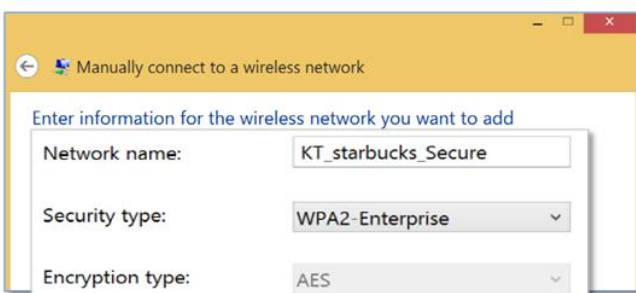 Manually connect to a wireless network
Enter information for the wireless network you want to add
Network name: KT_starbucks_Secure
Security type: WPA2-Enterprise
Encryption type: AES